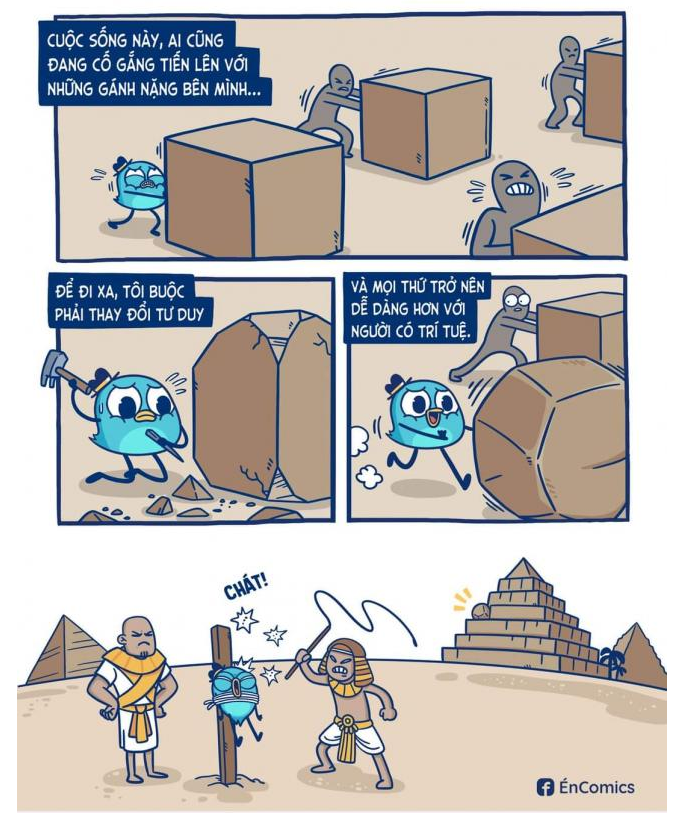 CUỘC SỐNG NÀY, AI CŨNG
ĐANG CỐ GẮNG TIẾN LÊN VỚI
NHỮNG GÁNH NẶNG BÊN MÌNH...
ĐỂ ĐI XA, TÔI BUỘC
PHẢI THAY ĐỔI TƯ DUY
VÀ MỌI THỨ TRỞ NÊN
DỄ DÀNG HƠN VỚI
NGƯỜI CÓ TRÍ TUỆ.
CHÁT!
ÉnComics